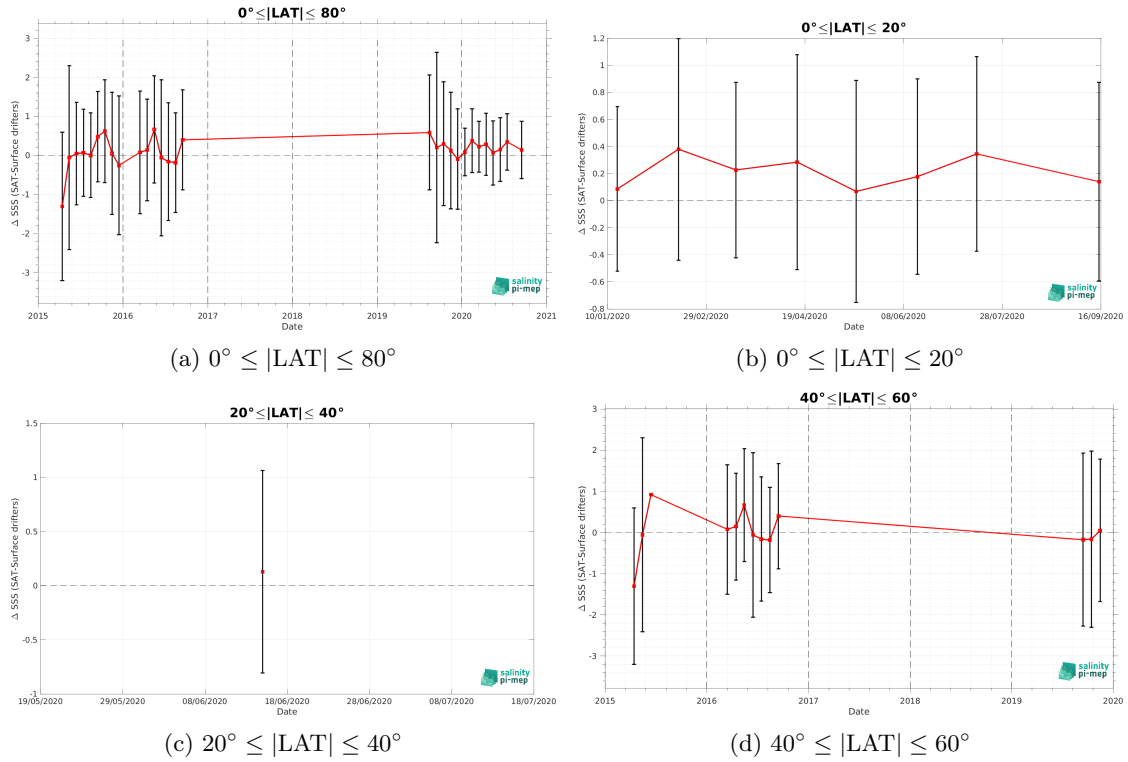 0°≤|LAT|≤ 80°
Δ SSS (SAT-Surface drifters)
3
2
1
0
-1
-2
-3
2015
2016
2017
2018
2019
2020
2021
Date
salinity
pi-mep
(a) 0° ≤ |LAT| ≤ 80°
0°≤|LAT|≤ 20°
Δ SSS (SAT-Surface drifters)
1.2
1
0.8
0.6
0.4
0.2
0
0.2
0.4
0.6
-0.8
10/01/2020
29/02/2020
19/04/2020
08/06/2020
28/07/2020
16/09/2020
Date
salinity
pi-mep
(b) 0° ≤ |LAT| ≤ 20°
20°≤|LAT|≤ 40°
Δ SSS (SAT-Surface drifters)
1.5
1
0.5
0
-0.5
-1
19/05/2020
29/05/2020
08/06/2020
18/06/2020
28/06/2020
08/07/2020
18/07/2020
Date
salinity
pi-mep
(c) 20° ≤ |LAT| ≤ 40°
40°≤|LAT|≤ 60°
Δ SSS (SAT-Surface drifters)
3
2
1
0
-1
-2
-3
2015
2016
2017
2018
2019
2020
Date
salinity
pi-mep
(d) 40° ≤ |LAT| ≤ 60°